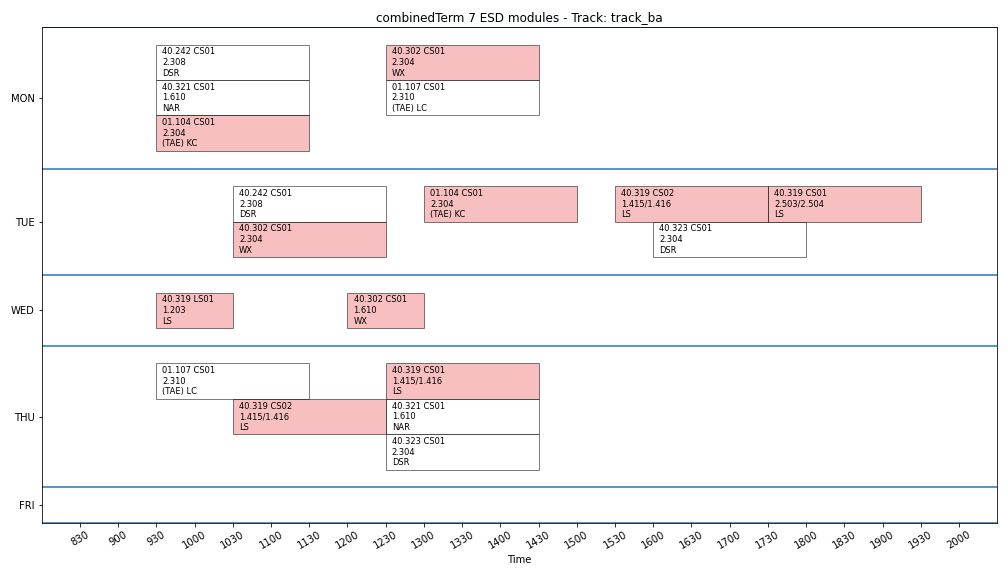 combinedTerm 7 ESD modules - Track: track_ba
MON
40.242 CS01
2.308
DSR
40.321 CS01
1.610
NAR
01.104 CS01
2.304
(TAE) KC
40.302 CS01
2.304
WX
01.107 CS01
2.310
(TAE) LC
TUE
40.242 CS01
2.308
DSR
40.302 CS01
2.304
WX
01.104 CS01
2.304
(TAE) KC
40.319 CS02
1.415/1.416
LS
40.319 CS01
2.503/2.504
LS
40.323 CS01
2.304
DSR
WED
40.319 LS01
1.203
LS
40.302 CS01
1.610
WX
THU
01.107 CS01
2.310
(TAE) LC
40.319 CS02
1.415/1.416
LS
40.319 CS01
1.415/1.416
LS
40.321 CS01
1.610
NAR
40.323 CS01
2.304
DSR
FRI
830 900 930 1000 1030 1100 1130 1200 1230 1300 1330 1400 1430 1500 1530 1600 1630 1700 1730 1800 1830 1900 1930 2000
Time